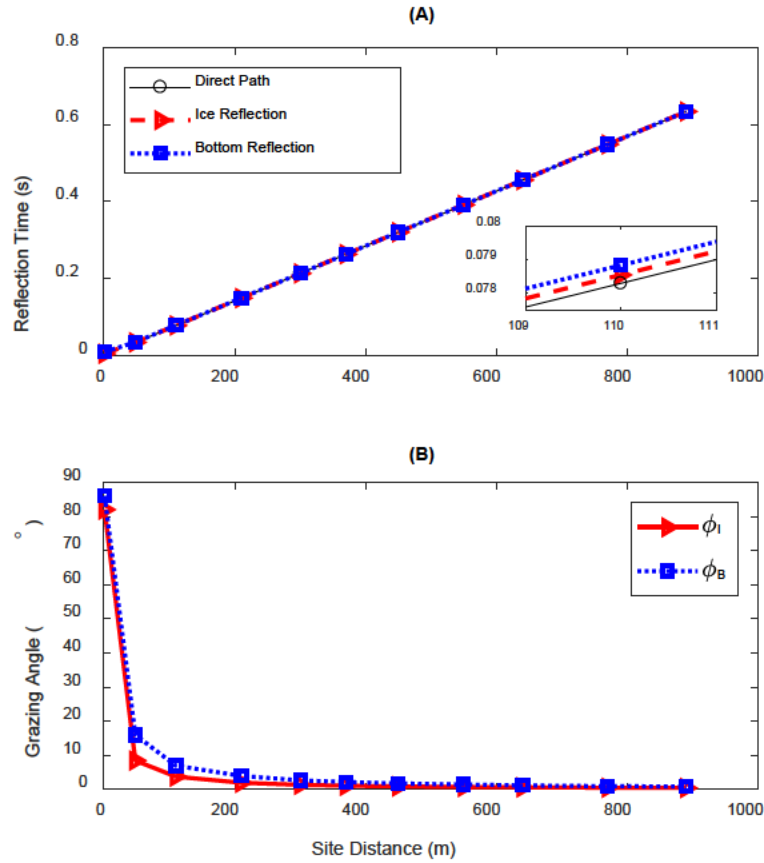 (A)
0.8
0.6
0.4
0.2
0
Reflection Time (s)
Direct Path
Ice Reflection
Bottom Reflection
0.08
0.079
0.078
109 110 111
0 200 400 600 800 1000
(B)
90
80
70
60
50
40
30
20
10
0
Grazing Angle ( ° )
ϕI
ϕB
0 200 400 600 800 1000
Site Distance (m)